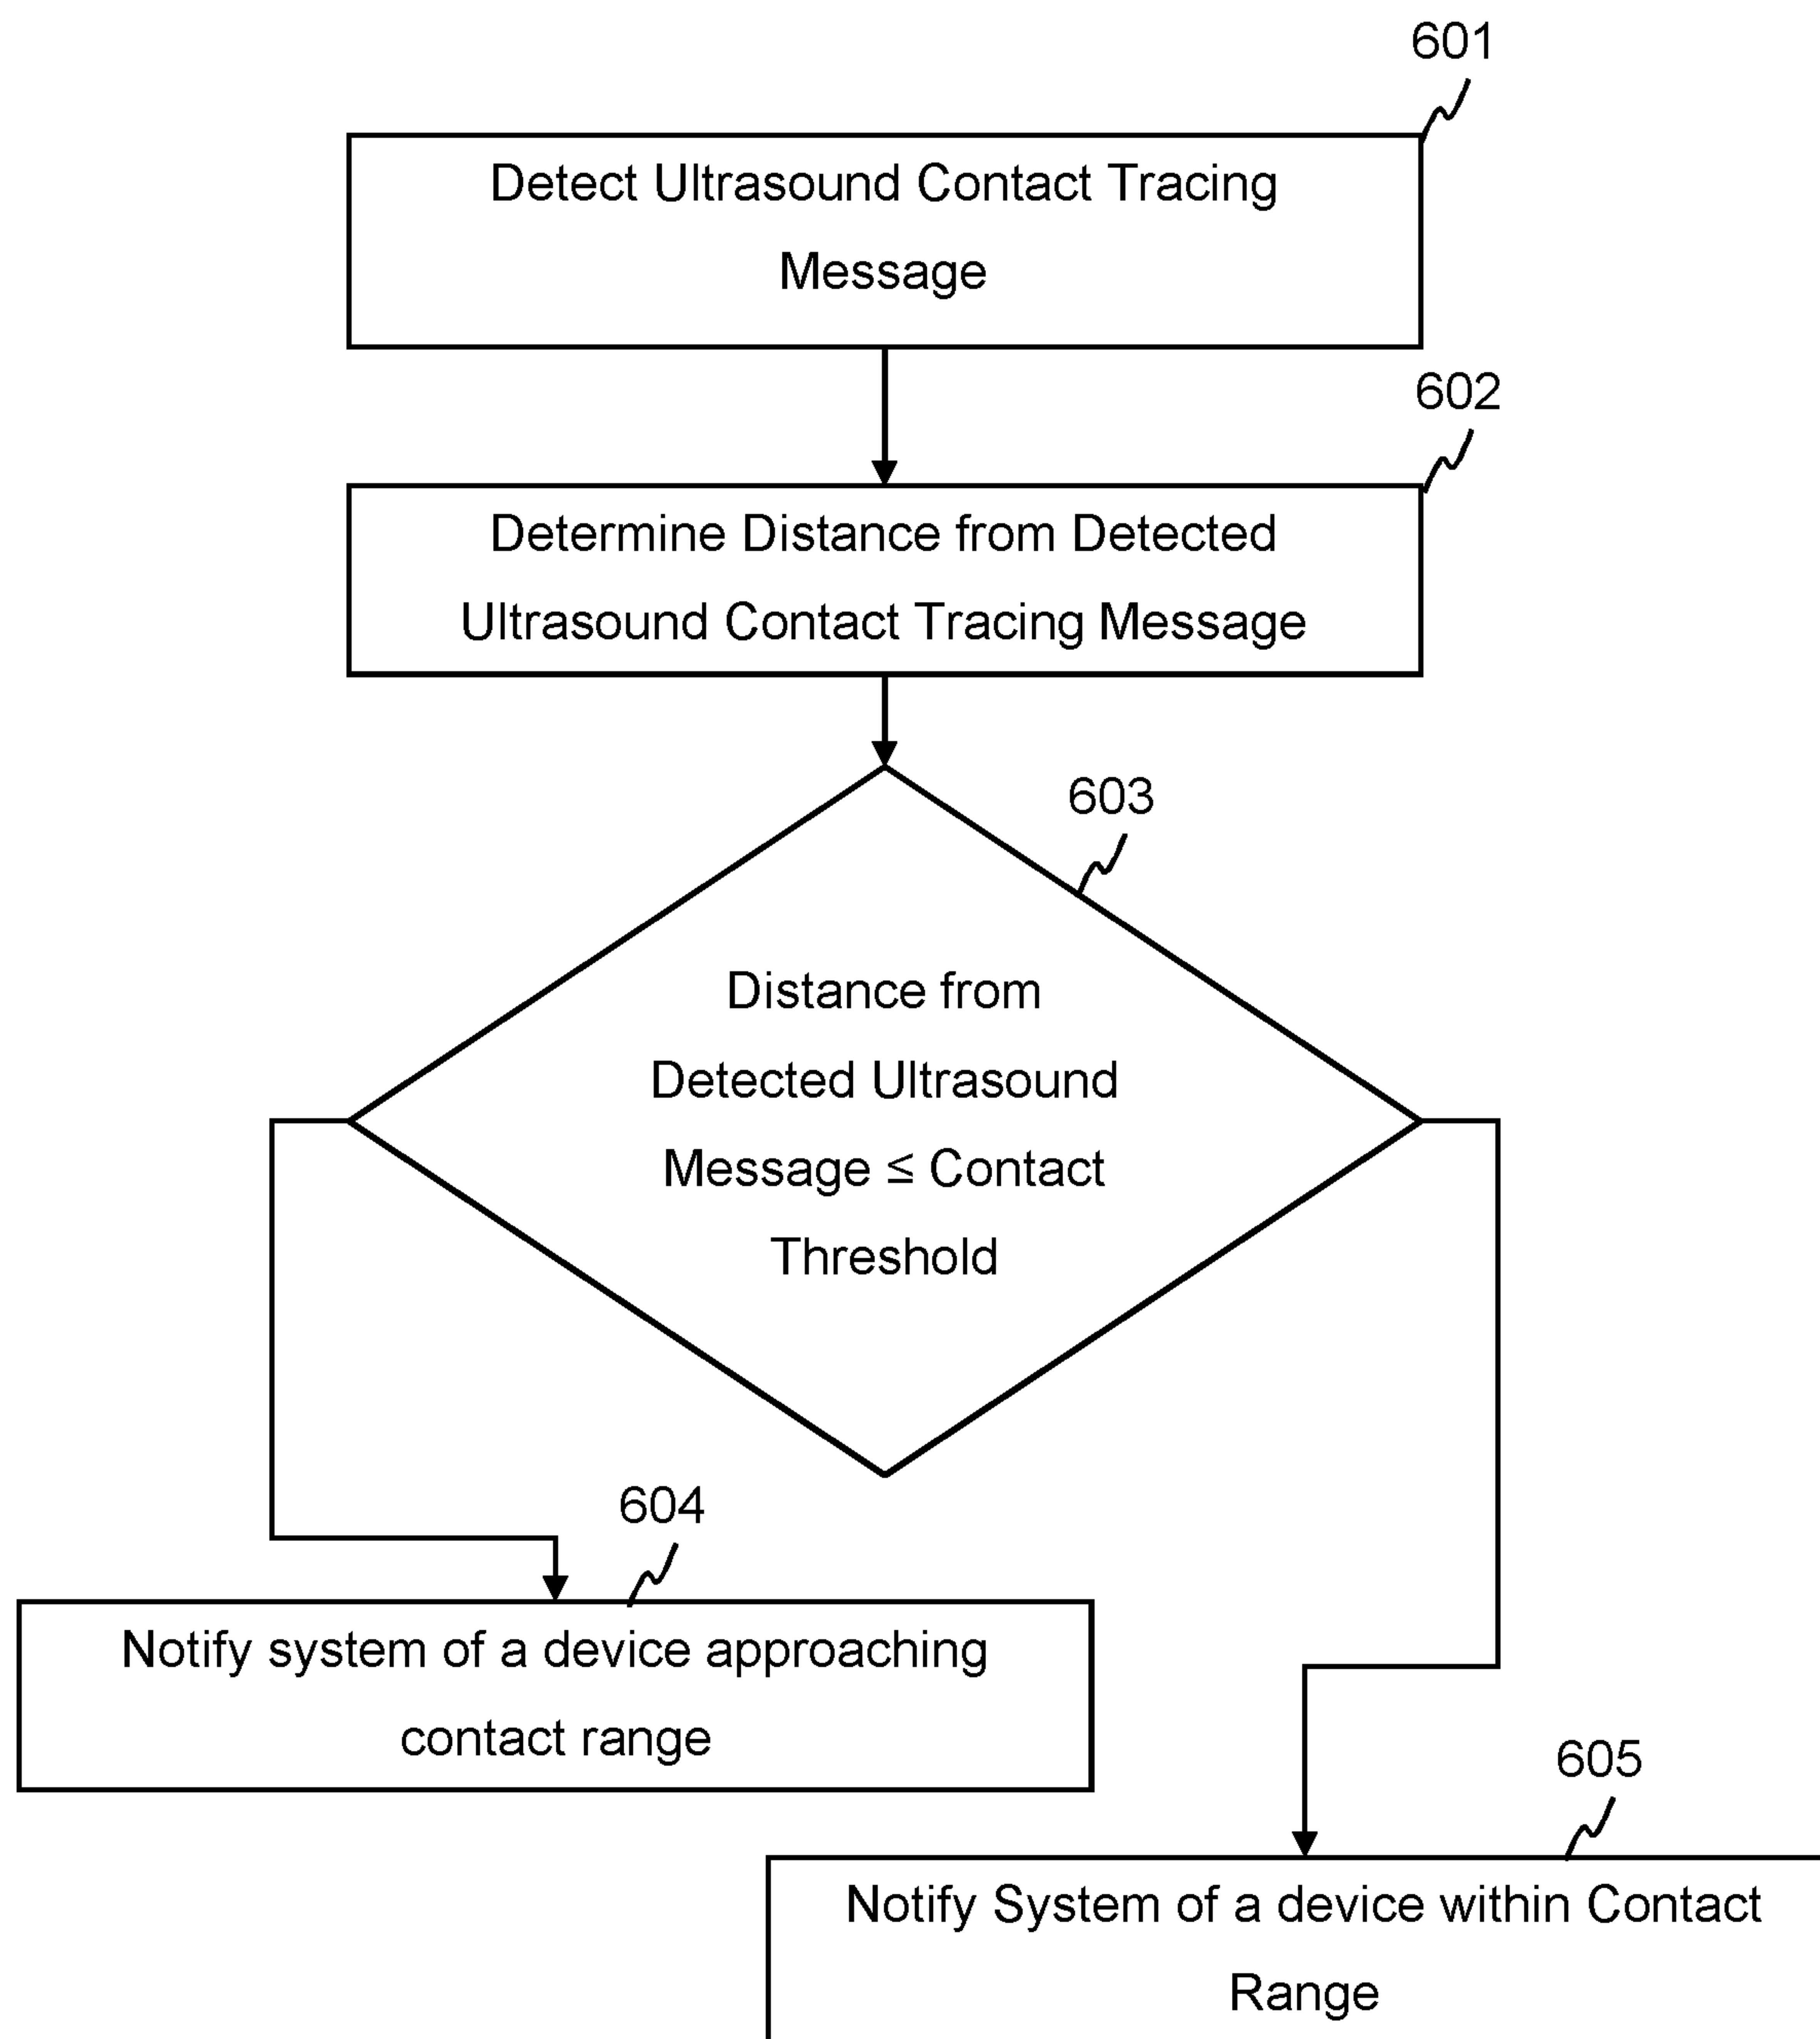 601
Detect Ultrasound Contact Tracing
Message
602
Determine Distance from Detected
Ultrasound Contact Tracing Message
603
Distance from
Detected Ultrasound
Message ≤ Contact
Threshold
604
Notify system of a device approaching
contact range
605
Notify System of a device within Contact
Range